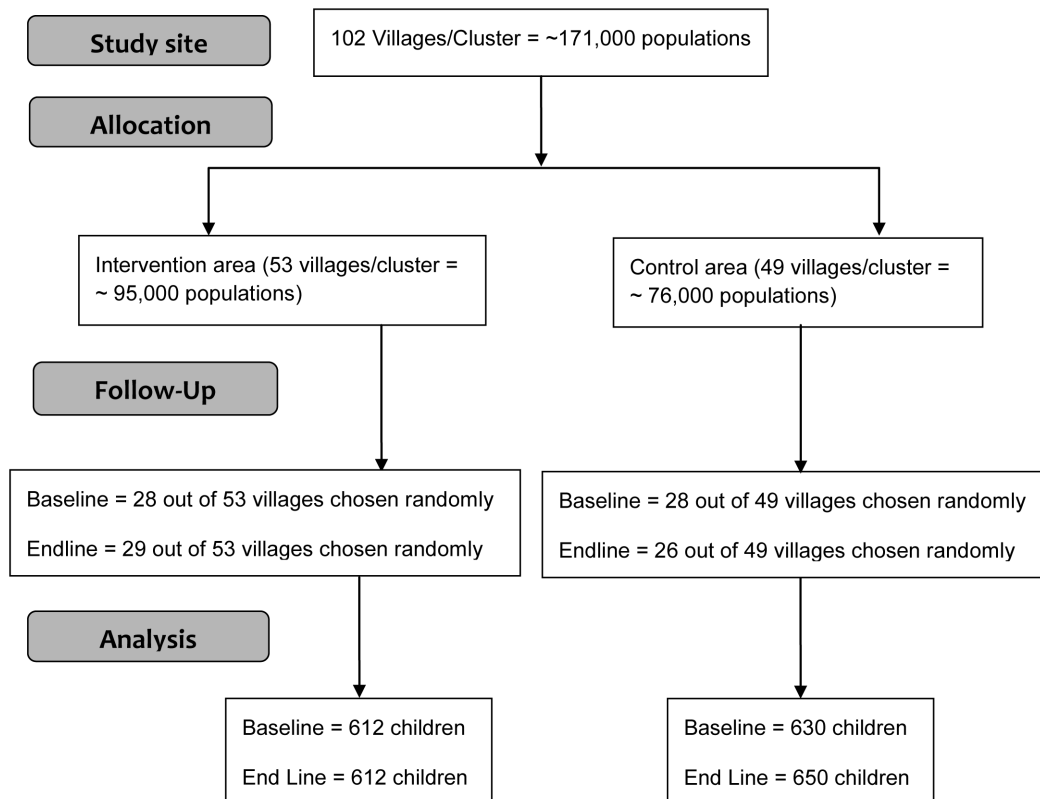 Study site
102 Villages/Cluster = ~171,000 populations
Allocation
Intervention area (53 villages/cluster =
~ 95,000 populations)
Control area (49 villages/cluster =
~ 76,000 populations)
Follow-Up
Baseline = 28 out of 53 villages chosen randomly
Endline = 29 out of 53 villages chosen randomly
Baseline = 28 out of 49 villages chosen randomly
Endline = 26 out of 49 villages chosen randomly
Analysis
Baseline = 612 children
End Line = 612 children
Baseline = 630 children
End Line = 650 children